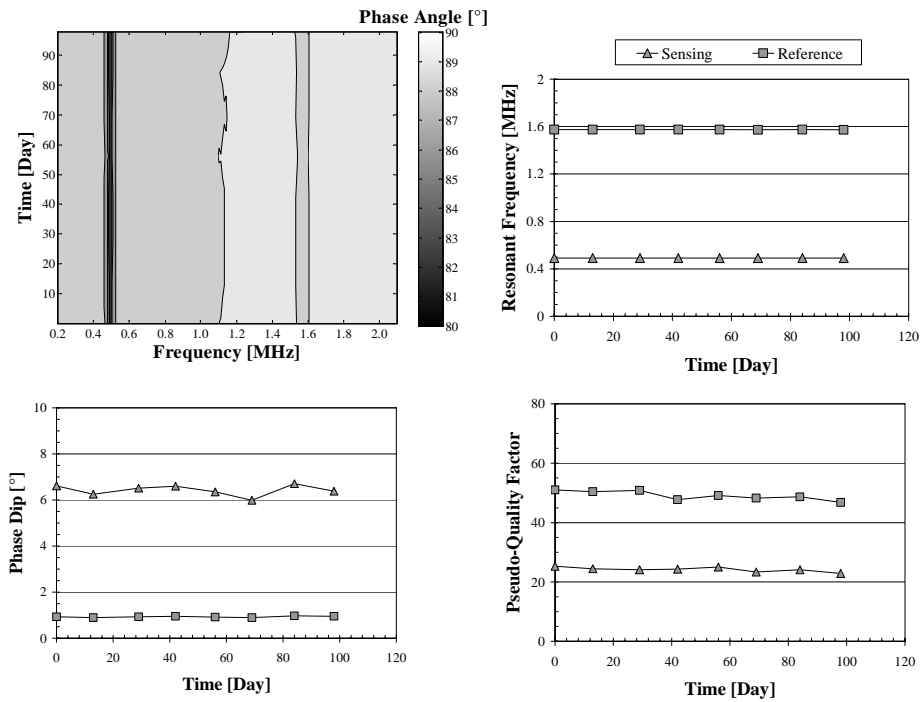 Phase Angle [°]
Time [Day]
90
80
70
60
50
40
30
20
10
0.2 0.4 0.6 0.8 1.0 1.2 1.4 1.6 1.8 2.0
Frequency [MHz]
90
89
88
87
86
85
84
83
82
81
80
Sensing Reference
Resonant Frequency [MHz]
2
1.6
1.2
0.8
0.4
0
0 20 40 60 80 100 120
Time [Day]
Phase Dip [°]
10
8
6
4
2
0
0 20 40 60 80 100 120
Time [Day]
Pseudo-Quality Factor
80
60
40
20
0
0 20 40 60 80 100 120
Time [Day]